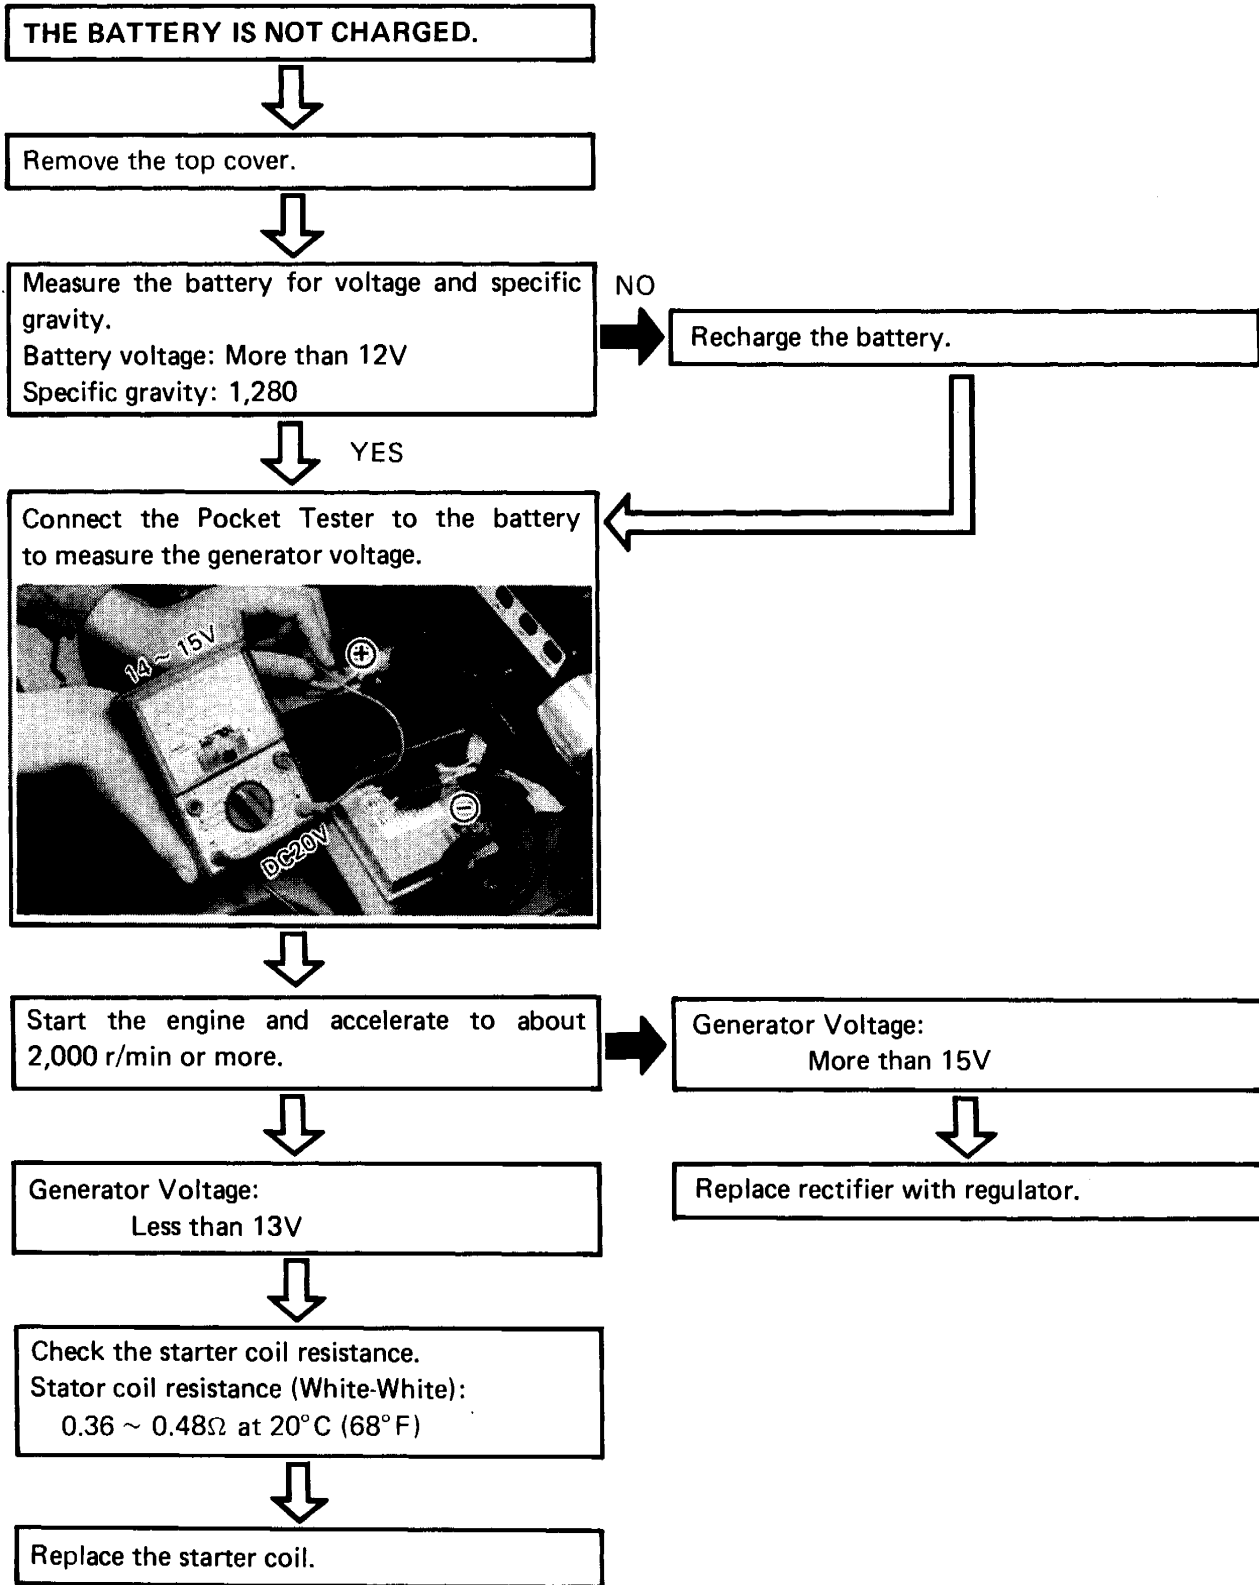 THE BATTERY IS NOT CHARGED.
Remove the top cover.
Measure the battery for voltage and specific
gravity.
Battery voltage: More than 12V
Specific gravity: 1,280
NO
Recharge the battery.
YES
Connect the Pocket Tester to the battery
to measure the generator voltage.
14 ~ 15V
+
−
DC20V
Start the engine and accelerate to about
2,000 r/min or more.
Generator Voltage:
More than 15V
Replace rectifier with regulator.
Generator Voltage:
Less than 13V
Check the starter coil resistance.
Stator coil resistance (White-White):
0.36 ~ 0.48Ω at 20°C (68°F)
Replace the starter coil.